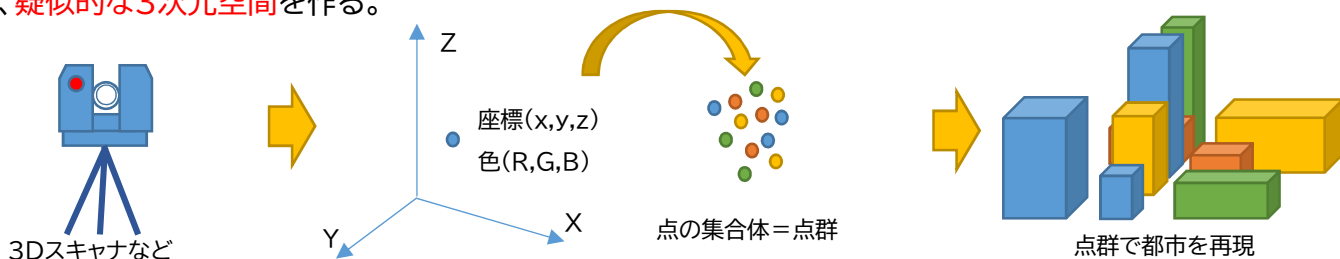 、疑似的な3次元空間を作る。
Z
座標(x,y,z)
色(R,G,B)
X
Y
3Dスキャナなど
点の集合体＝点群
点群で都市を再現